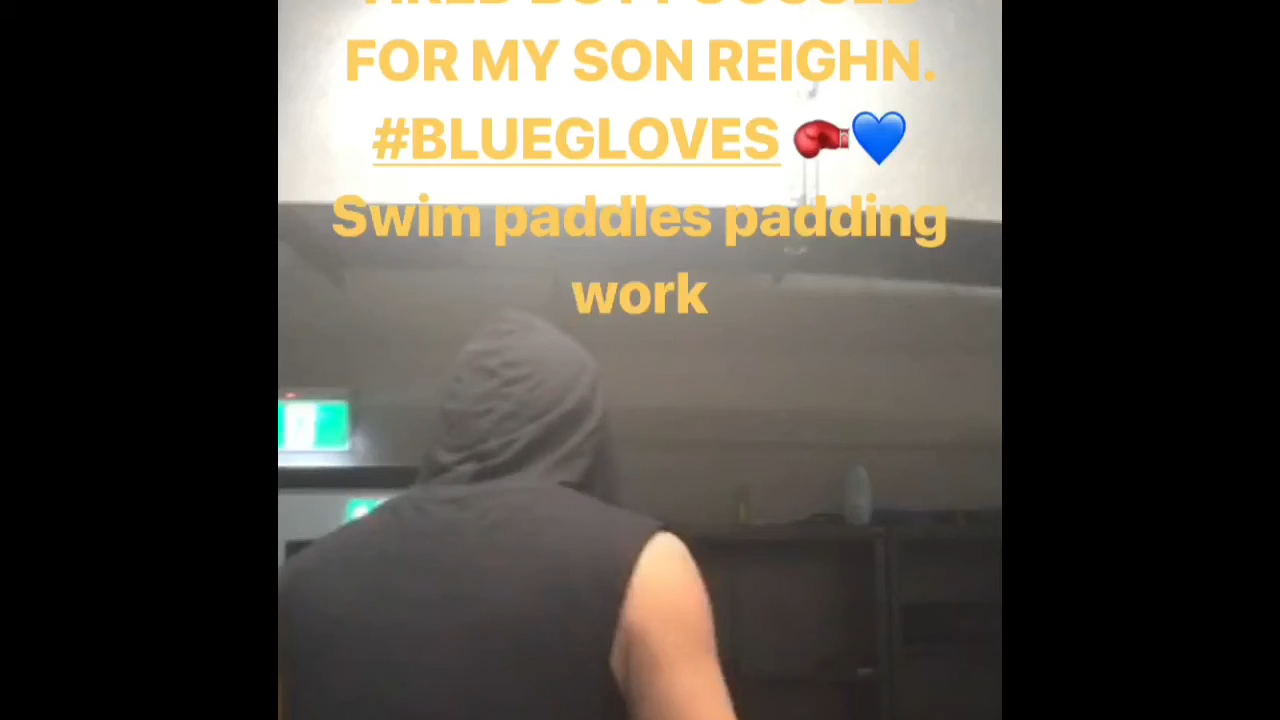 FOR MY SON REIGHN.
#BLUEGLOVES 🥊💙
Swim paddles padding
work